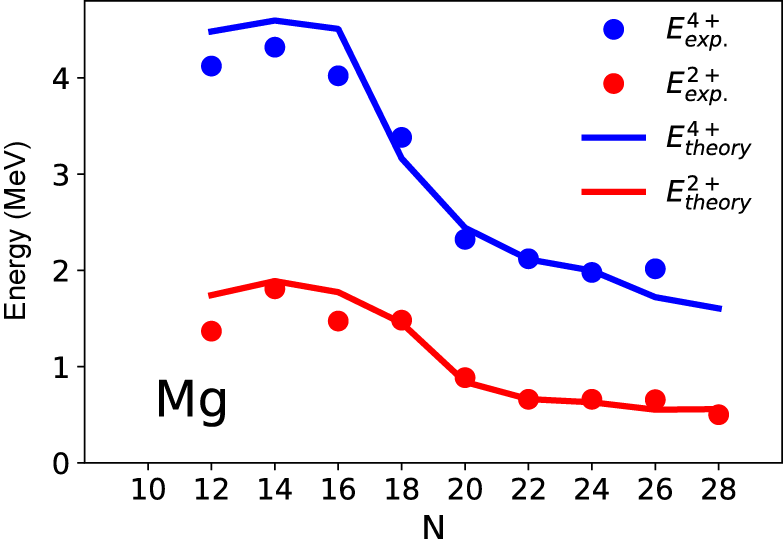 4
3
2
1
0
Energy (MeV)
E^{4+}_{exp.}
E^{2+}_{exp.}
E^{4+}_{theory}
E^{2+}_{theory}
Mg
10 12 14 16 18 20 22 24 26 28
N